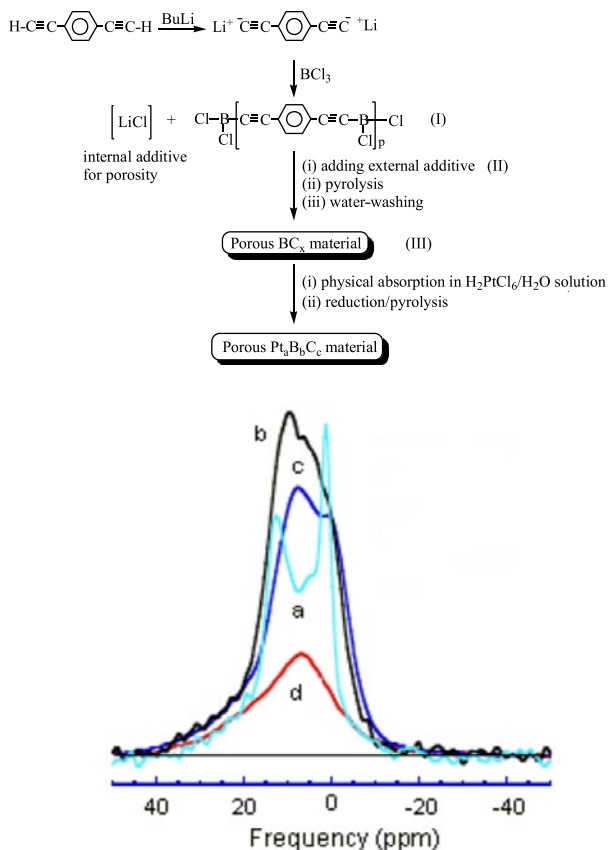 H-C≡C C≡C-H BuLi Li⁺ ⁻C≡C C≡C⁻ ⁺Li
BCl₃
[LiCl] + Cl-B C≡C C≡C-B Cl (I)
Cl Cl p
internal additive
for porosity
(i) adding external additive (II)
(ii) pyrolysis
(iii) water-washing
Porous BCₓ material (III)
(i) physical absorption in H₂PtCl₆/H₂O solution
(ii) reduction/pyrolysis
Porous PtₐB_bC_c material
b
c
a
d
40 20 0 -20 -40
Frequency (ppm)